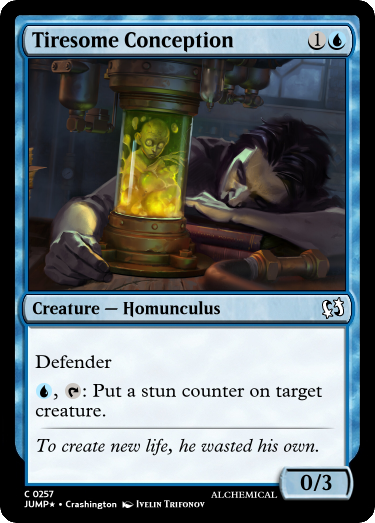 Tiresome Conception 1
Creature — Homunculus
Defender
, : Put a stun counter on target
creature.
To create new life, he wasted his own.
0/3
C 0257 ALCHEMICAL
JUMP★ • Crashington Ivelin Trifonov